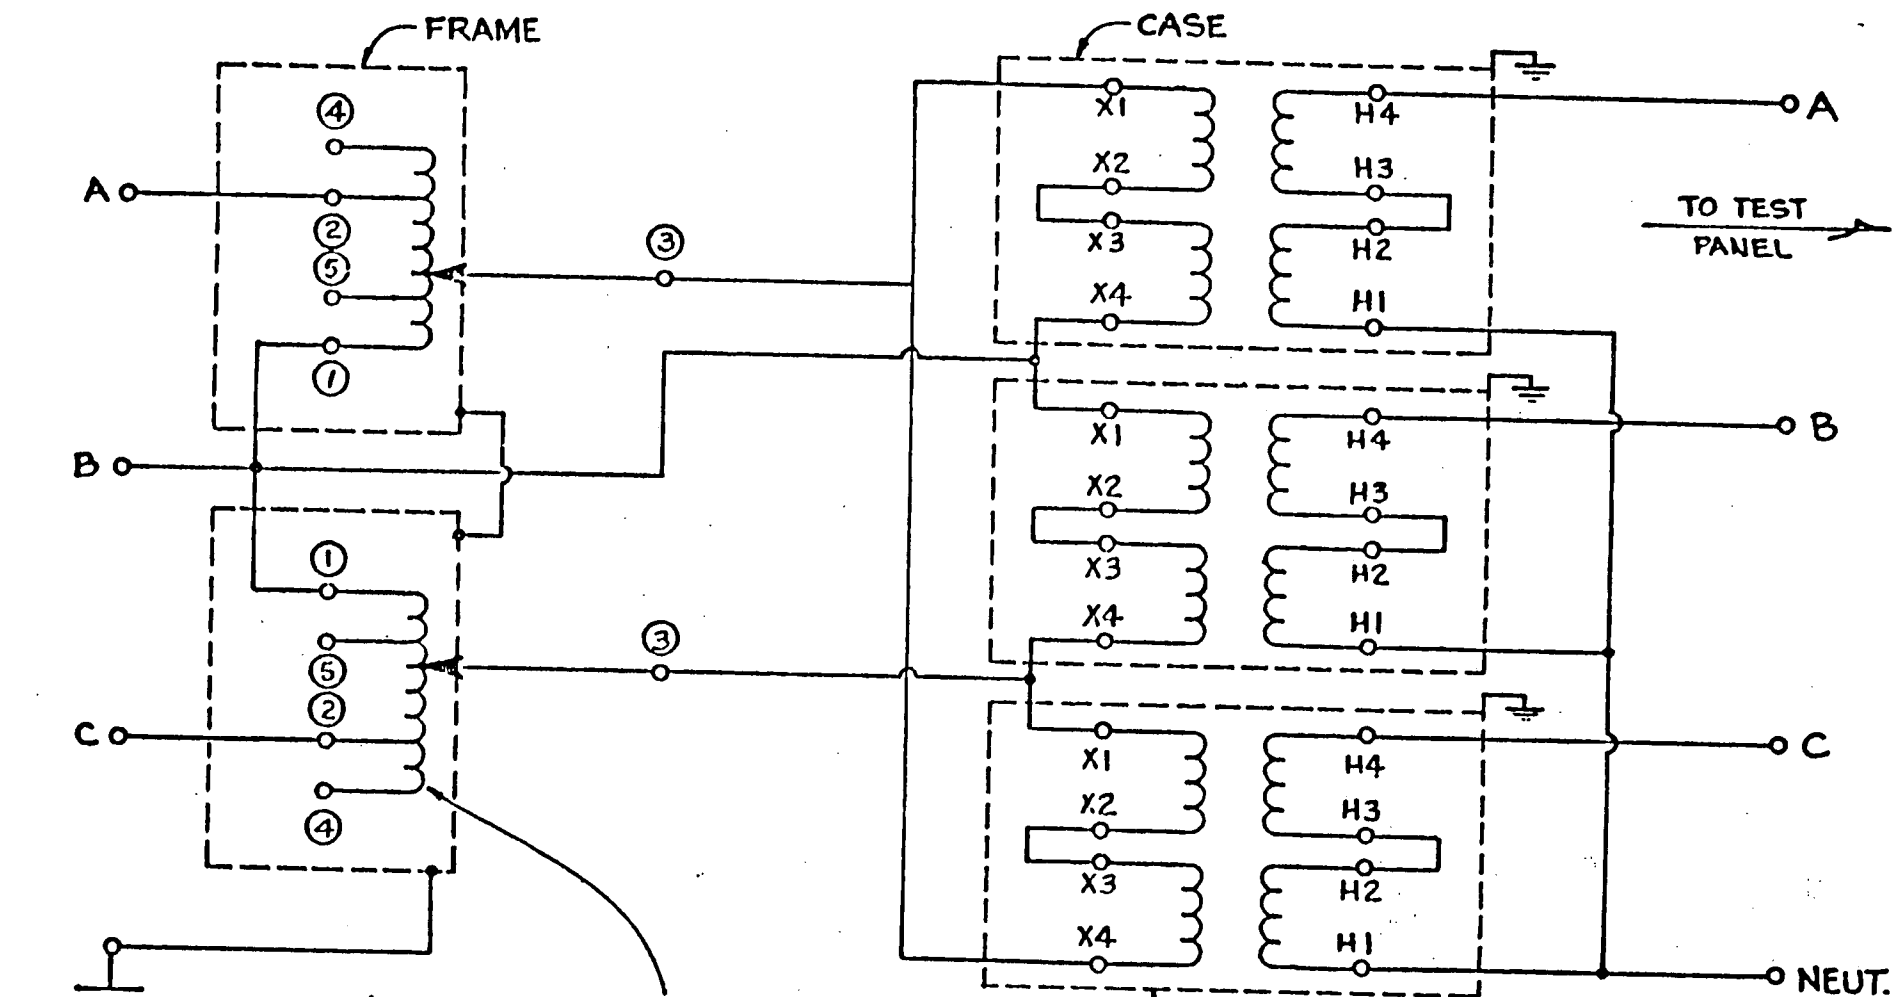 FRAME
CASE
④
A
②
⑤
①
B
①
⑤
②
C
④
③
③
X1
X2
X3
X4
H4
H3
H2
H1
A
TO TEST
PANEL
X1
X2
X3
X4
H4
H3
H2
H1
B
X1
X2
X3
X4
H4
H3
H2
H1
C
NEUT.